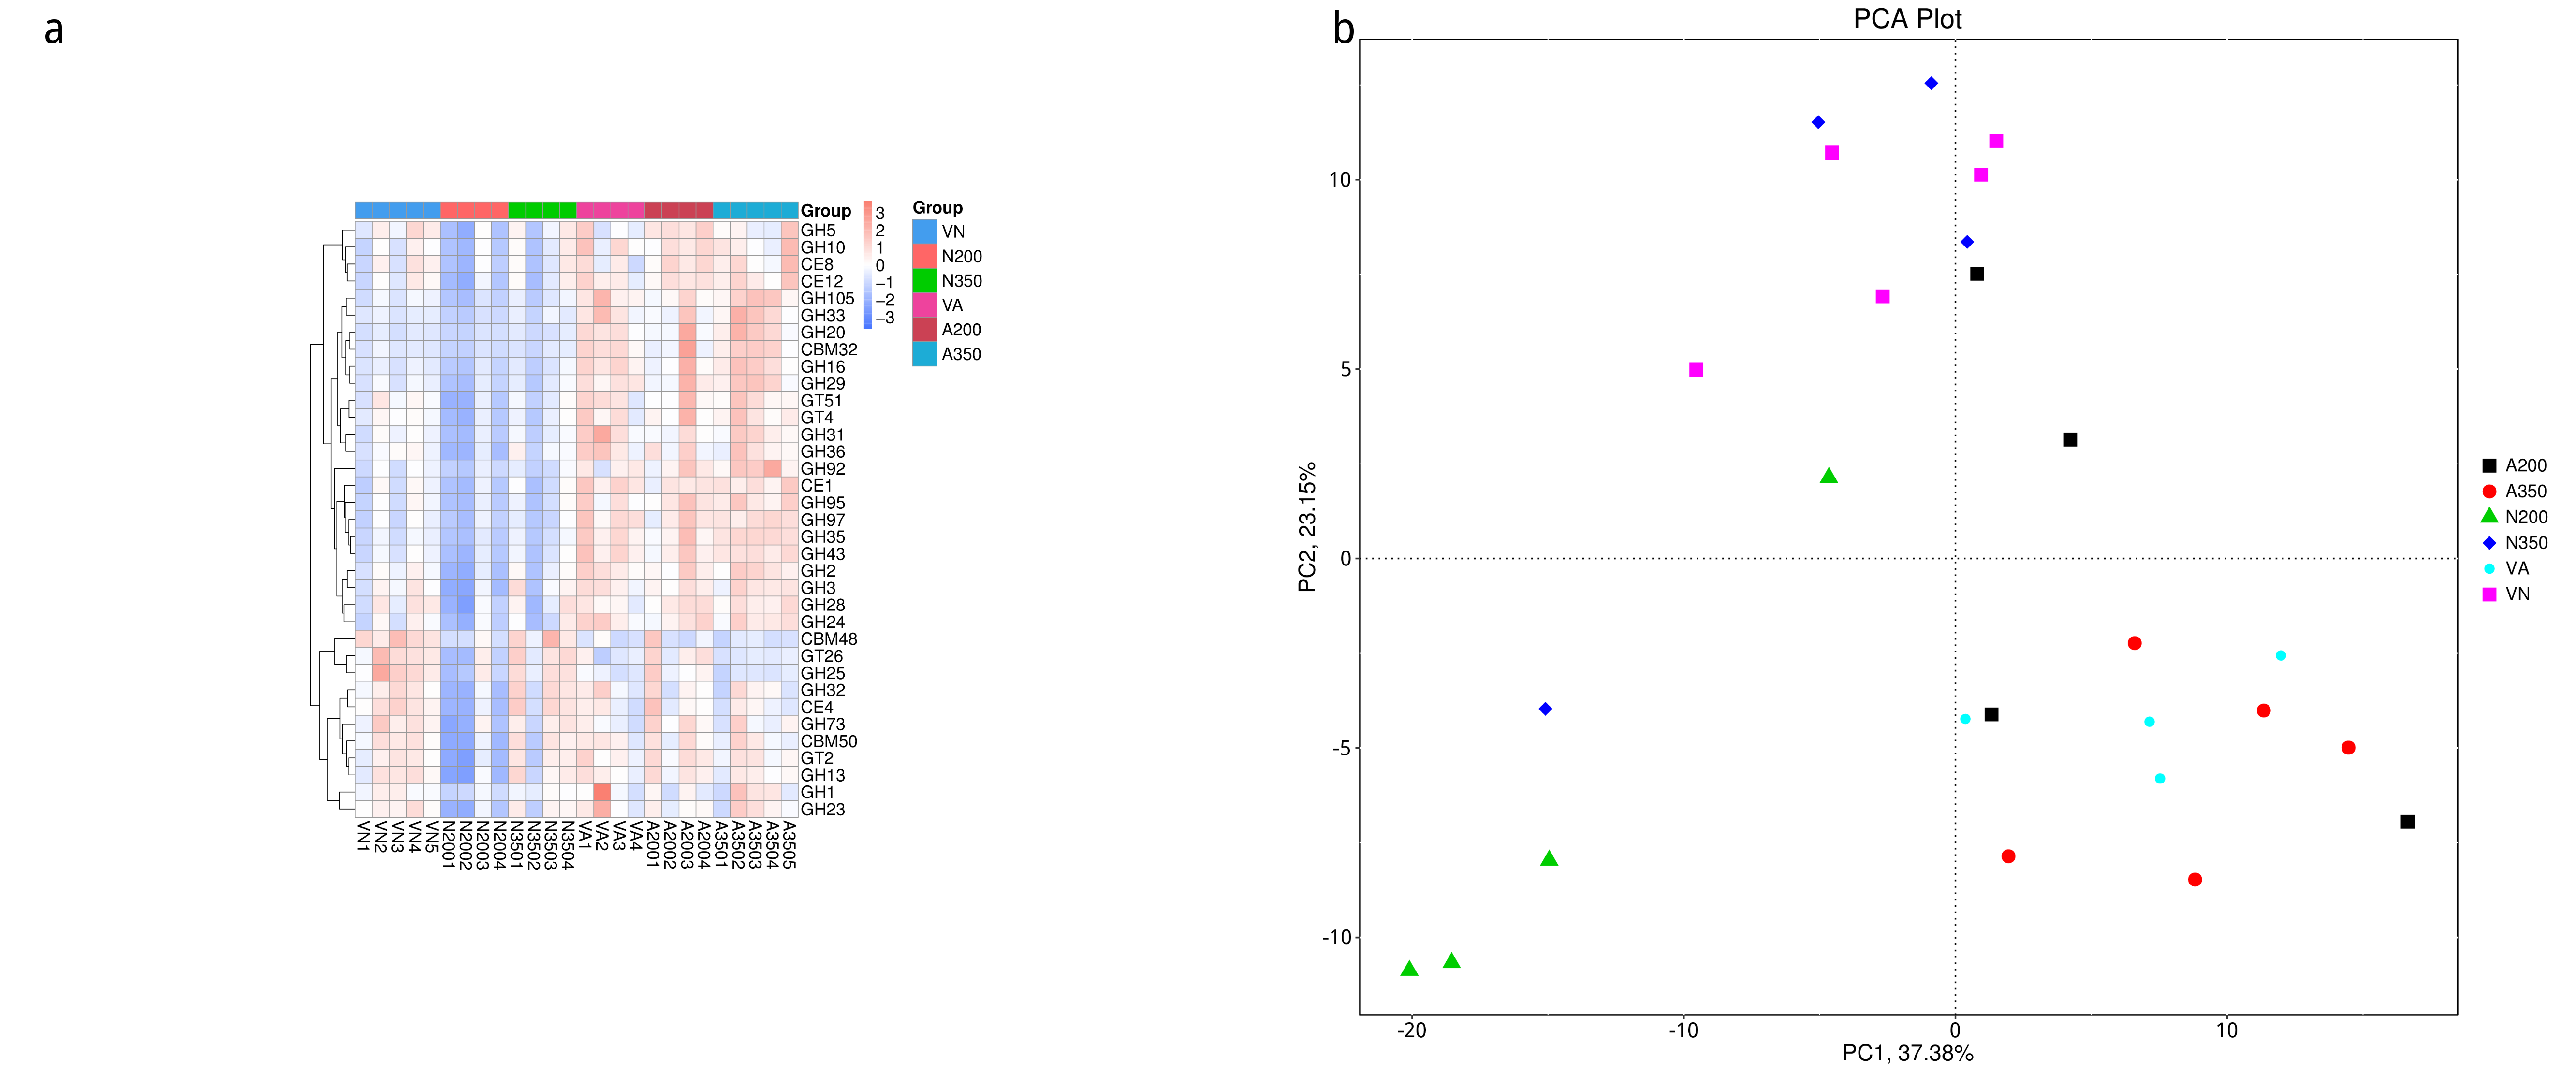 a
Group
3
2
1
0
−1
−2
−3
Group
VN
N200
N350
VA
A200
A350
GH5
GH10
CE8
CE12
GH105
GH33
GH20
CBM32
GH16
GH29
GT51
GT4
GH31
GH36
GH92
CE1
GH95
GH97
GH35
GH43
GH2
GH3
GH28
GH24
CBM48
GT26
GH25
GH32
CE4
GH73
CBM50
GT2
GH13
GH1
GH23
VN1
VN2
VN3
VN4
VN5
N2001
N2002
N2003
N2004
N3501
N3502
N3503
N3504
VA1
VA2
VA3
VA4
A2001
A2002
A2003
A2004
A3501
A3502
A3503
A3504
A3505
b
PCA Plot
10
5
0
-5
-10
PC2, 23.15%
-20
-10
0
10
PC1, 37.38%
A200
A350
N200
N350
VA
VN